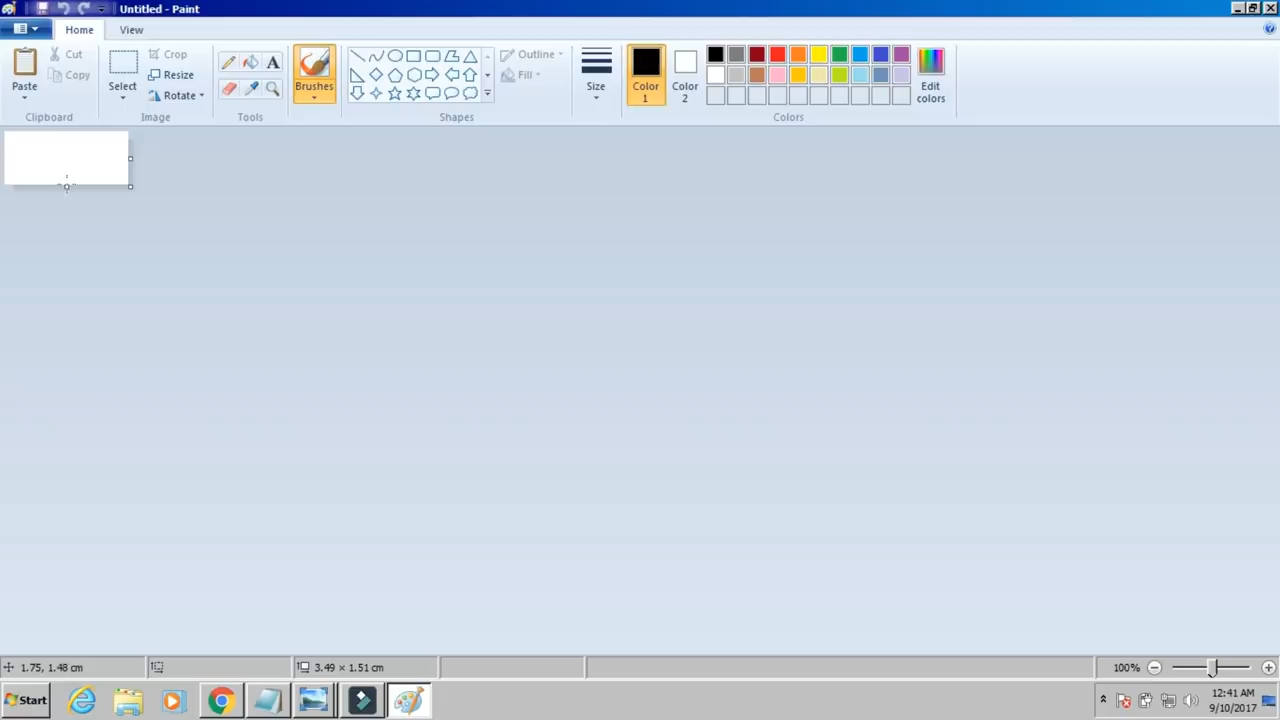 Untitled - Paint
Home View
Paste
Cut
Copy
Clipboard
Select
Crop
Resize
Rotate
Image
A
Tools
Brushes
Outline
Fill
Shapes
Size
Color 1
Color 2
Edit colors
Colors
1.75, 1.48 cm
3.49 × 1.51 cm
100%
Start
12:41 AM
9/10/2017